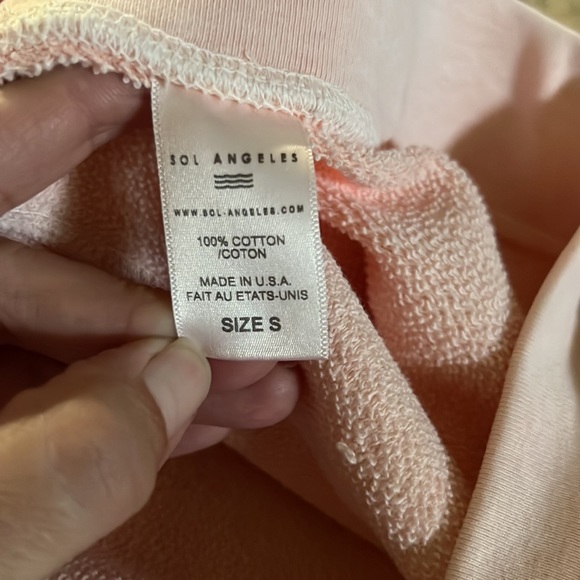 SOL ANGELES
WWW.SOL-ANGELES.COM
100% COTTON
/COTON
MADE IN U.S.A.
FAIT AU ETATS-UNIS
SIZE S